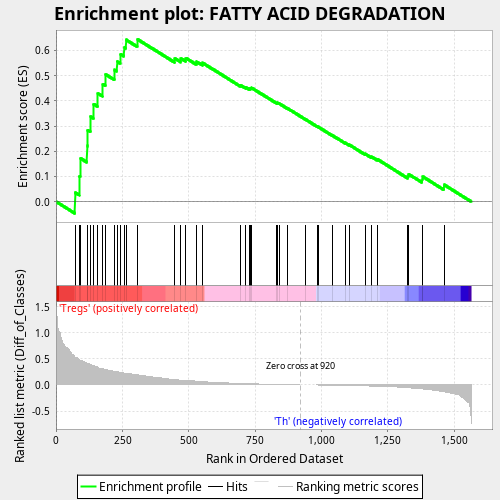 Enrichment plot: FATTY ACID DEGRADATION
Enrichment score (ES)
0.6
0.5
0.4
0.3
0.2
0.1
0.0
'Tregs' (positively correlated)
Zero cross at 920
'Th' (negatively correlated)
Ranked list metric (Diff_of_Classes)
1.5
1.0
0.5
0.0
-0.5
0 250 500 750 1,000 1,250 1,500
Rank in Ordered Dataset
Enrichment profile Hits Ranking metric scores